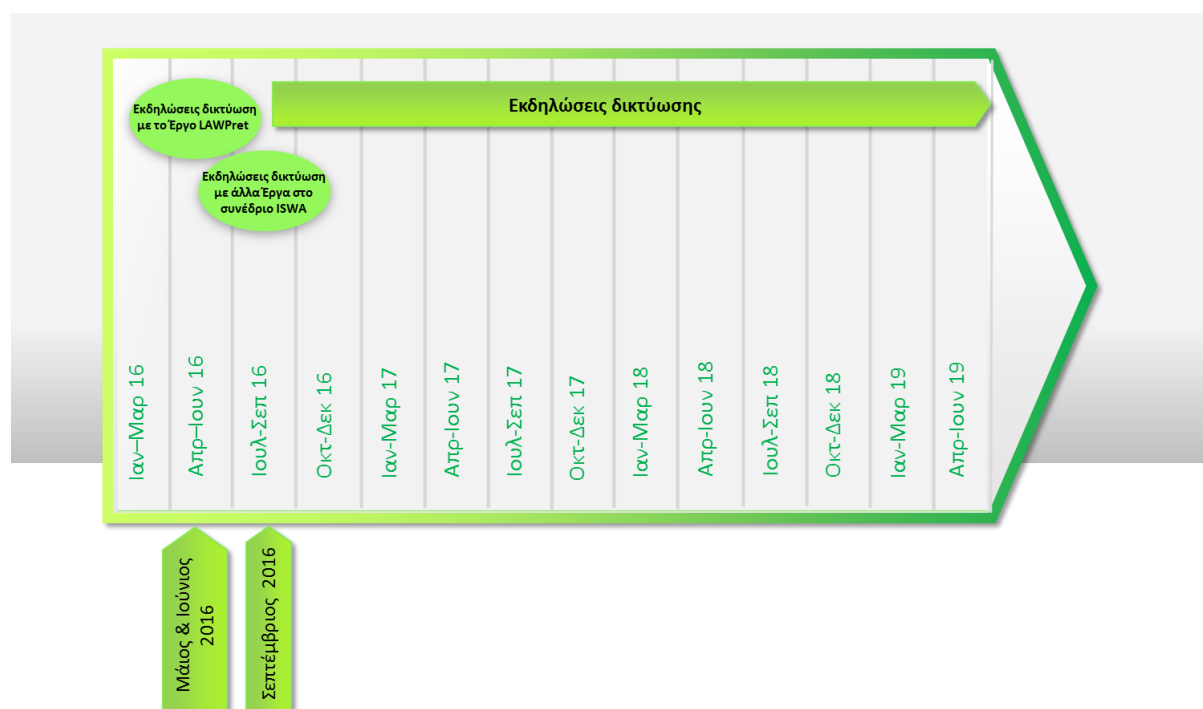 Εκδηλώσεις δικτύωση
με το Έργο LAWPret
Εκδηλώσεις δικτύωσης
Εκδηλώσεις δικτύωση
με άλλα Έργα στο
συνέδριο ISWA
Ιαν–Μαρ 16
Απρ–Ιουν 16
Ιουλ-Σεπ 16
Οκτ-Δεκ 16
Ιαν-Μαρ 17
Απρ-Ιουν 17
Ιουλ-Σεπ 17
Οκτ-Δεκ 17
Ιαν-Μαρ 18
Απρ-Ιουν 18
Ιουλ-Σεπ 18
Οκτ-Δεκ 18
Ιαν-Μαρ 19
Απρ-Ιουν 19
Μάιος & Ιούνιος
2016
Σεπτέμβριος 2016